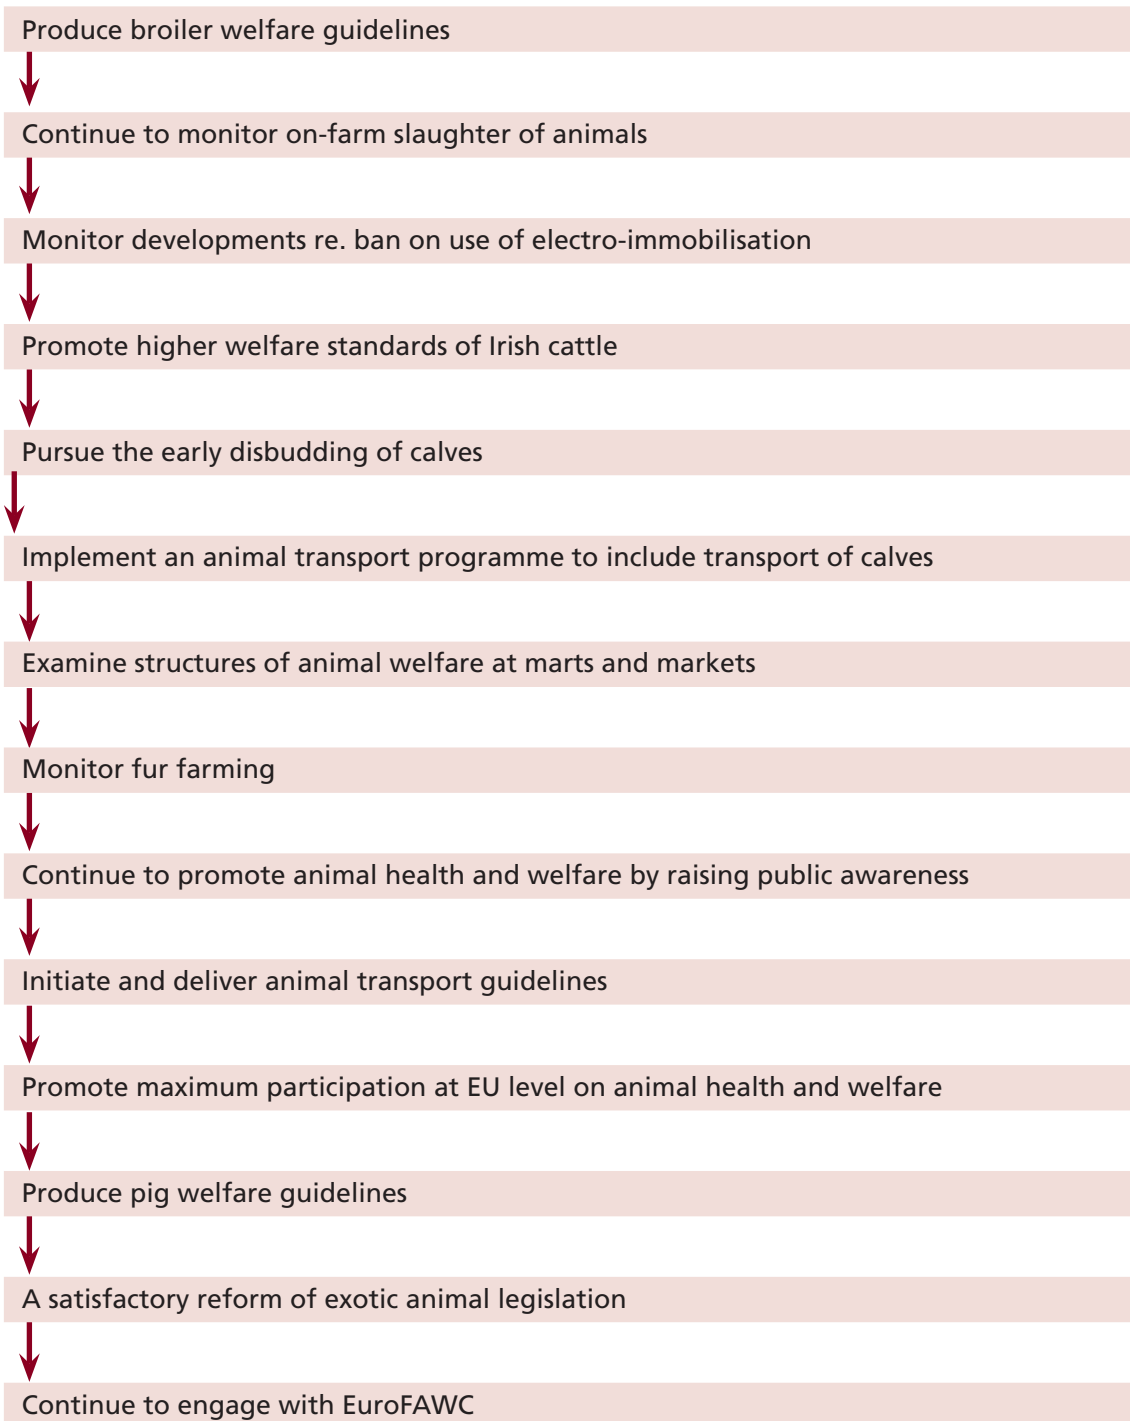 Produce broiler welfare guidelines
Continue to monitor on-farm slaughter of animals
Monitor developments re. ban on use of electro-immobilisation
Promote higher welfare standards of Irish cattle
Pursue the early disbudding of calves
Implement an animal transport programme to include transport of calves
Examine structures of animal welfare at marts and markets
Monitor fur farming
Continue to promote animal health and welfare by raising public awareness
Initiate and deliver animal transport guidelines
Promote maximum participation at EU level on animal health and welfare
Produce pig welfare guidelines
A satisfactory reform of exotic animal legislation
Continue to engage with EuroFAWC